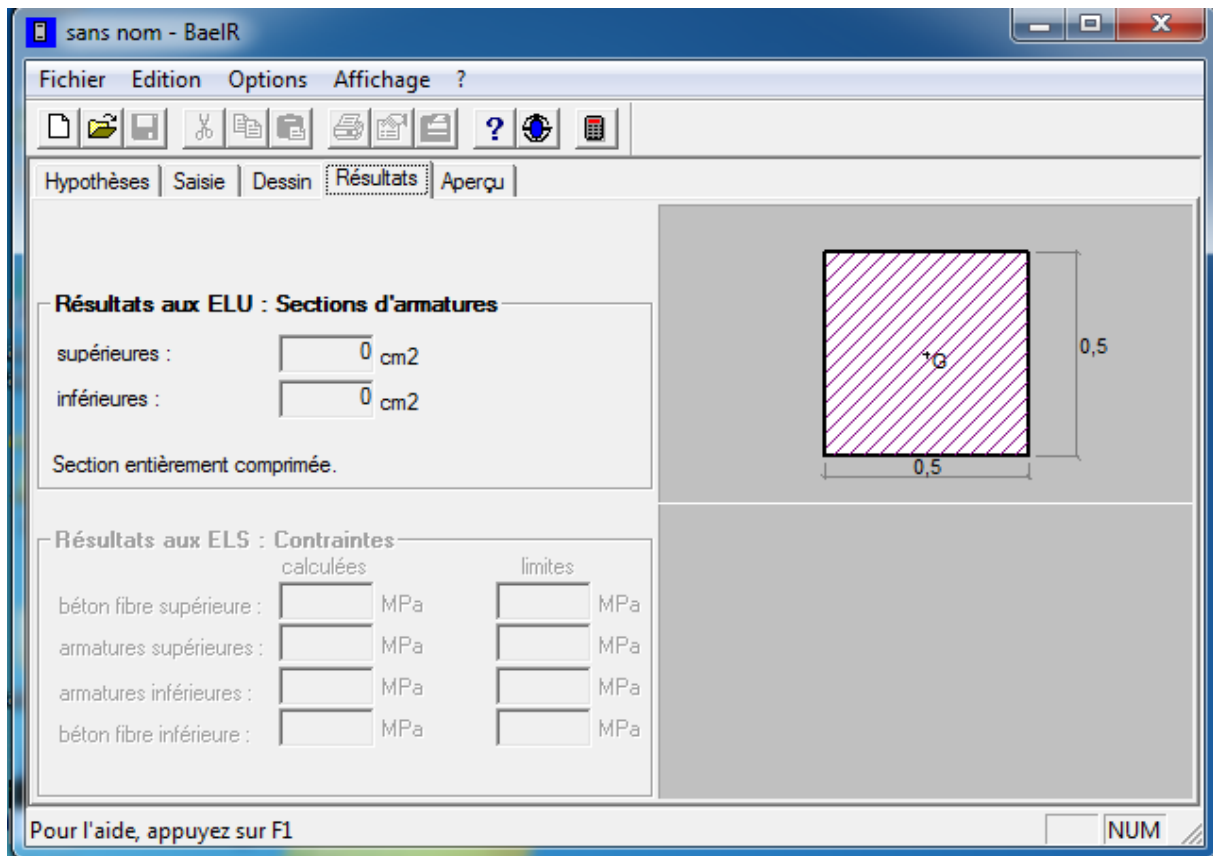 sans nom - BaelR
Fichier Edition Options Affichage ?
?
Hypothèses Saisie Dessin Résultats Aperçu
Résultats aux ELU : Sections d'armatures
supérieures : 0 cm2
inférieures : 0 cm2
Section entièrement comprimée.
G
0,5
0,5
Résultats aux ELS : Contraintes
calculées limites
béton fibre supérieure : MPa MPa
armatures supérieures : MPa MPa
armatures inférieures : MPa MPa
béton fibre inférieure : MPa MPa
Pour l'aide, appuyez sur F1
NUM